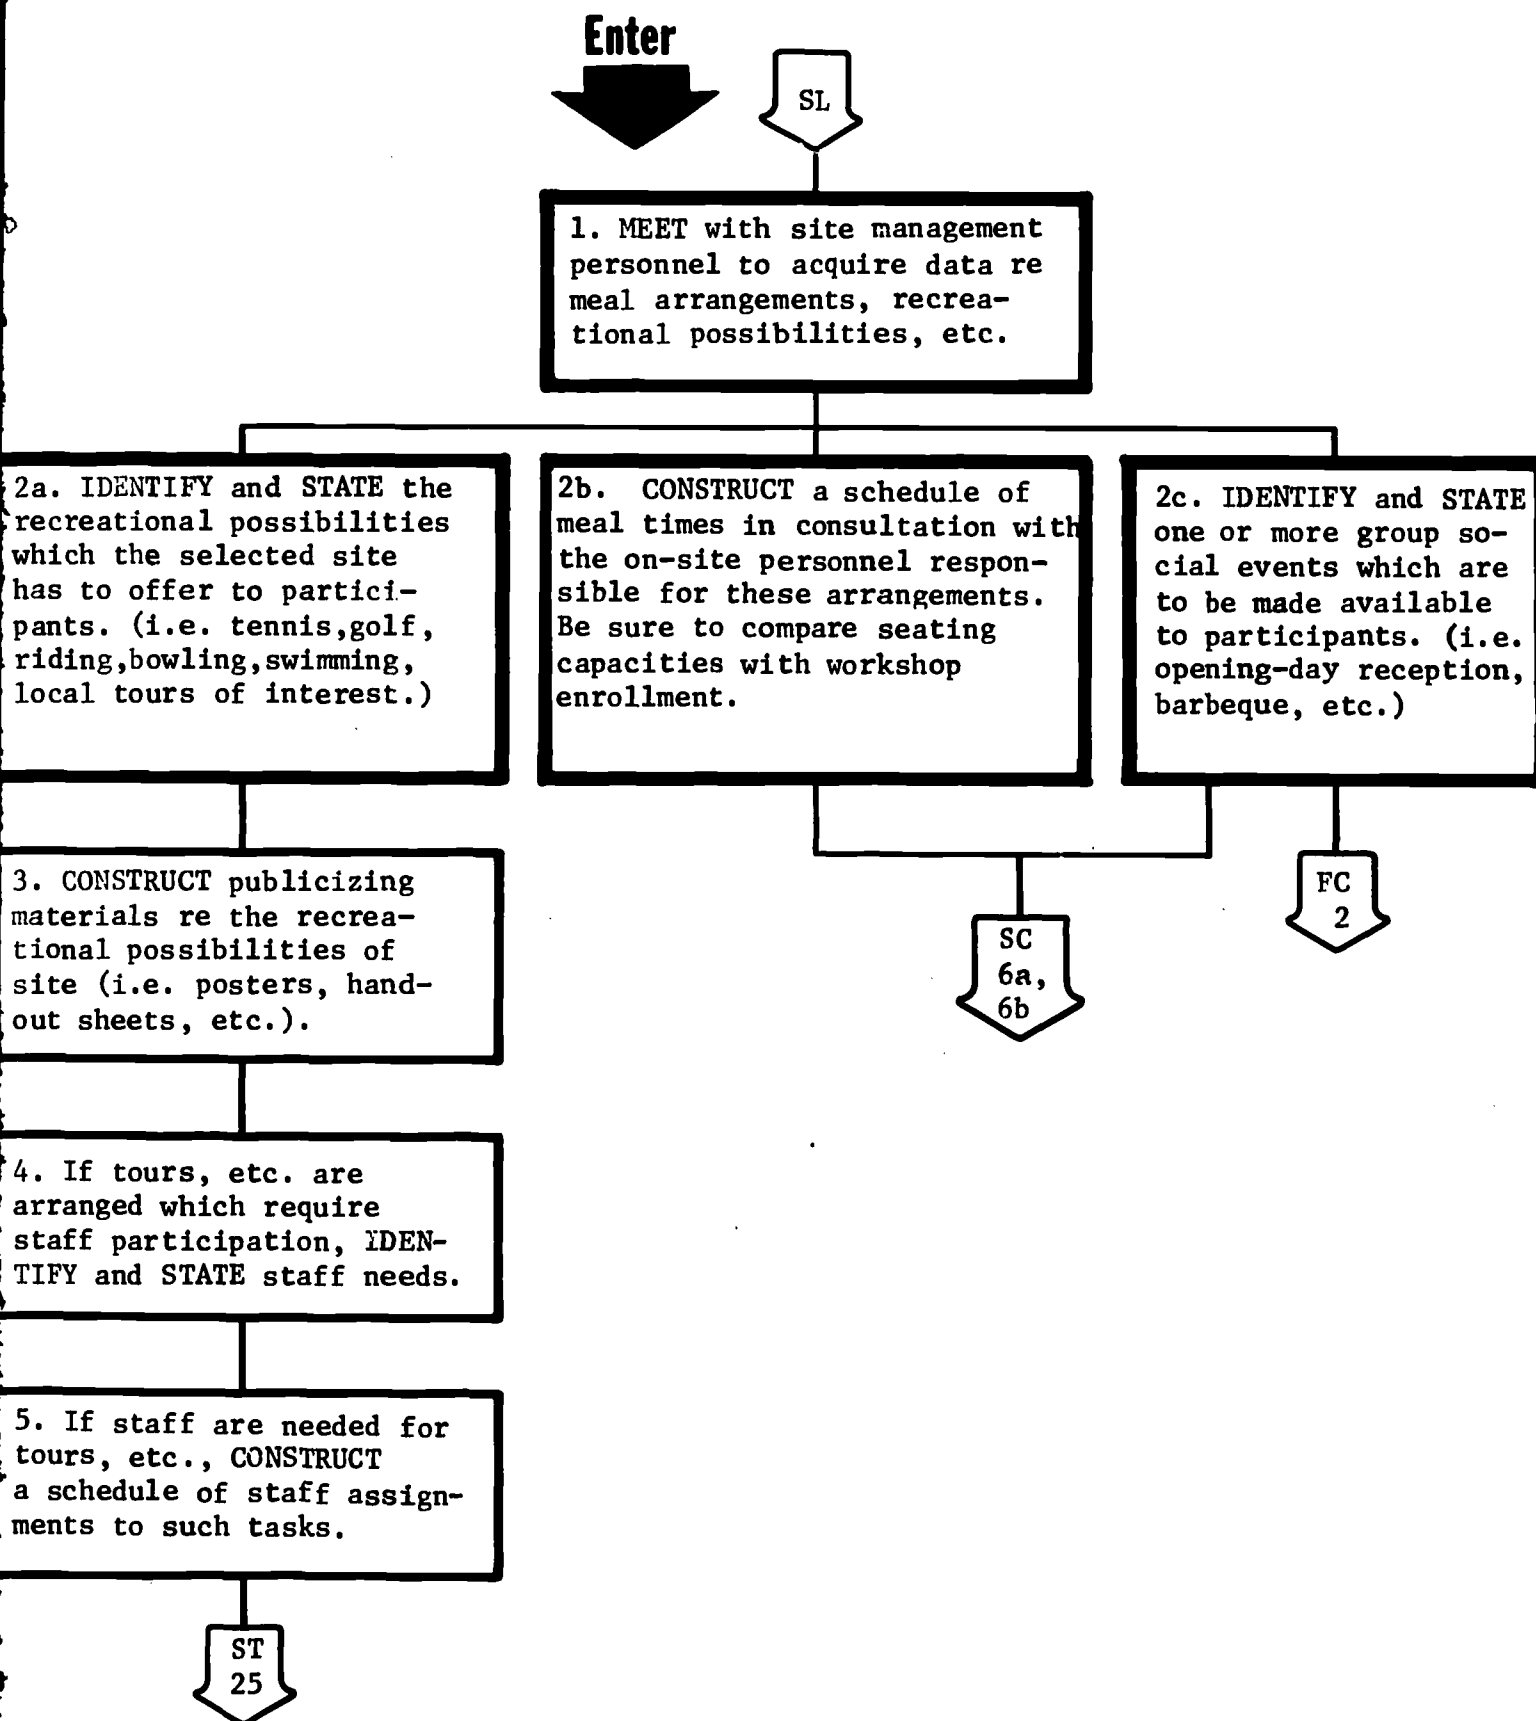 Enter
SL
1. MEET with site management
personnel to acquire data re
meal arrangements, recrea-
tional possibilities, etc.
2a. IDENTIFY and STATE the
recreational possibilities
which the selected site
has to offer to partici-
pants. (i.e. tennis,golf,
riding,bowling,swimming,
local tours of interest.)
2b. CONSTRUCT a schedule of
meal times in consultation with
the on-site personnel respon-
sible for these arrangements.
Be sure to compare seating
capacities with workshop
enrollment.
2c. IDENTIFY and STATE
one or more group so-
cial events which are
to be made available
to participants. (i.e.
opening-day reception,
barbeque, etc.)
3. CONSTRUCT publicizing
materials re the recrea-
tional possibilities of
site (i.e. posters, hand-
out sheets, etc.).
SC
6a,
6b
FC
2
4. If tours, etc. are
arranged which require
staff participation, IDEN-
TIFY and STATE staff needs.
5. If staff are needed for
tours, etc., CONSTRUCT
a schedule of staff assign-
ments to such tasks.
ST
25